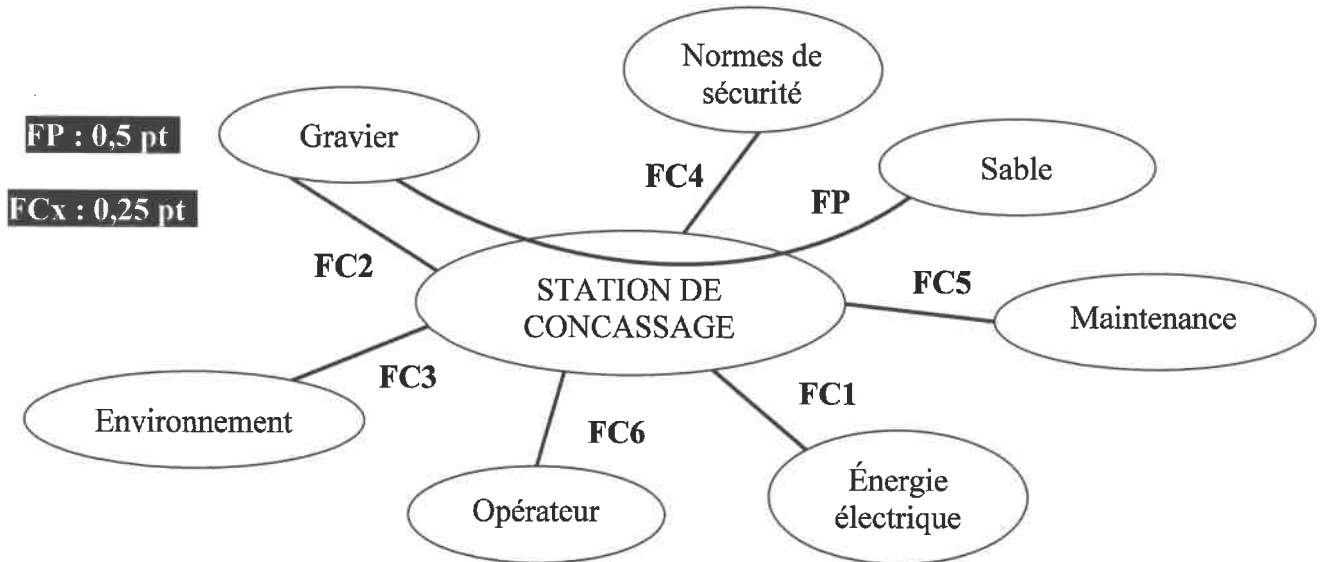 Normes de
sécurité
FP : 0,5 pt
Gravier
Sable
FC4
FP
FCx : 0,25 pt
FC2
FC5
STATION DE
CONCASSAGE
Maintenance
FC3
FC1
Environnement
FC6
Énergie
électrique
Opérateur